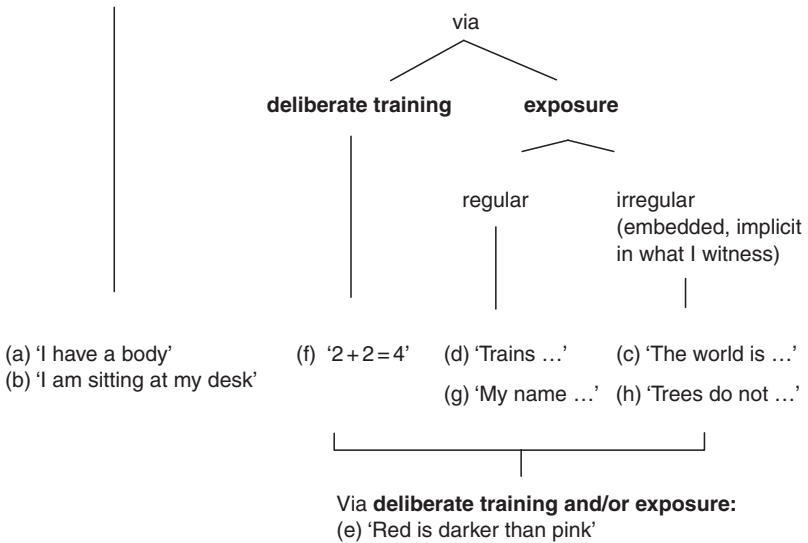 via
deliberate training exposure
regular irregular
(embedded, implicit
in what I witness)
(a) ‘I have a body’ (f) ‘2 + 2 = 4’ (d) ‘Trains …’ (c) ‘The world is …’
(b) ‘I am sitting at my desk’
(g) ‘My name …’ (h) ‘Trees do not …’
Via deliberate training and/or exposure:
(e) ‘Red is darker than pink’